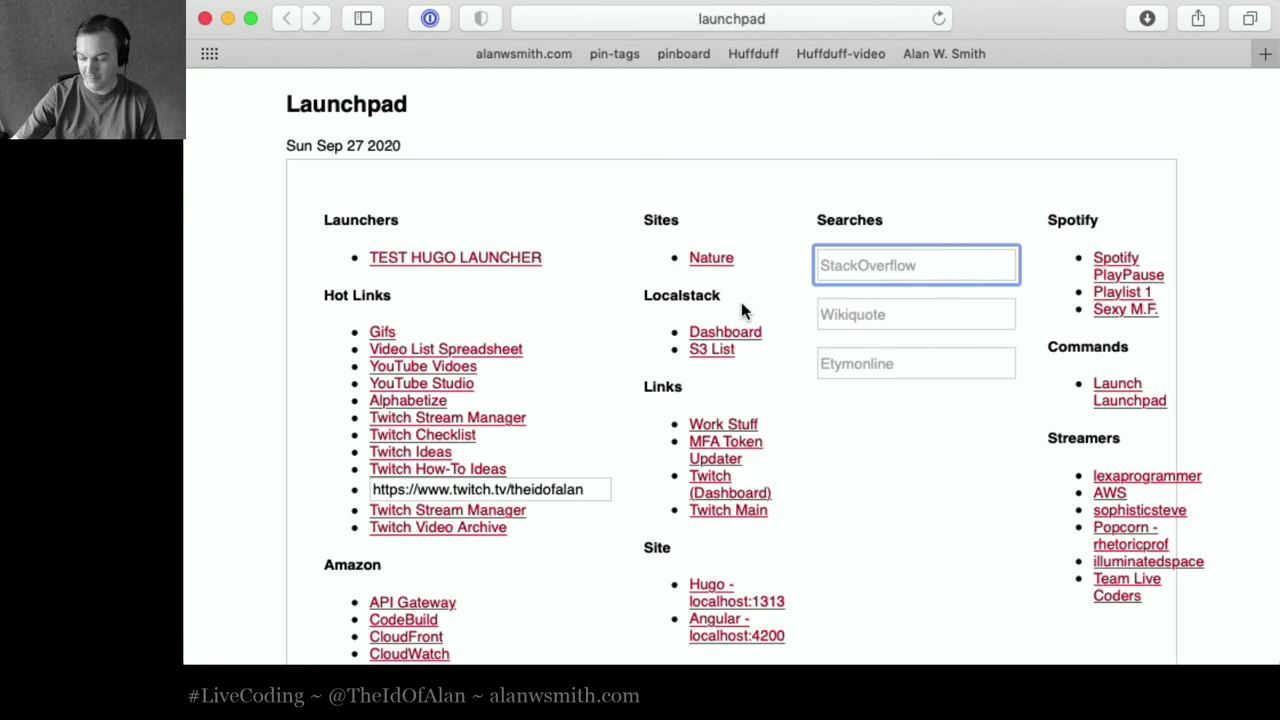 launchpad
alanwsmith.com pin-tags pinboard Huffduff Huffduff-video Alan W. Smith
Launchpad
Sun Sep 27 2020
Launchers
TEST HUGO LAUNCHER
Hot Links
Gifs
Video List Spreadsheet
YouTube Vidoes
YouTube Studio
Alphabetize
Twitch Stream Manager
Twitch Checklist
Twitch Ideas
Twitch How-To Ideas
https://www.twitch.tv/theidofalan
Twitch Stream Manager
Twitch Video Archive
Amazon
API Gateway
CodeBuild
CloudFront
CloudWatch
Sites
Nature
Localstack
Dashboard
S3 List
Links
Work Stuff
MFA Token
Updater
Twitch
(Dashboard)
Twitch Main
Site
Hugo -
localhost:1313
Angular -
localhost:4200
Searches
StackOverflow
Wikiquote
Etymonline
Spotify
Spotify
PlayPause
Playlist 1
Sexy M.F.
Commands
Launch
Launchpad
Streamers
lexaprogrammer
AWS
sophisticsteve
Popcorn -
rhetoricprof
illuminatedspace
Team Live
Coders
#LiveCoding ~ @TheIdOfAlan ~ alanwsmith.com